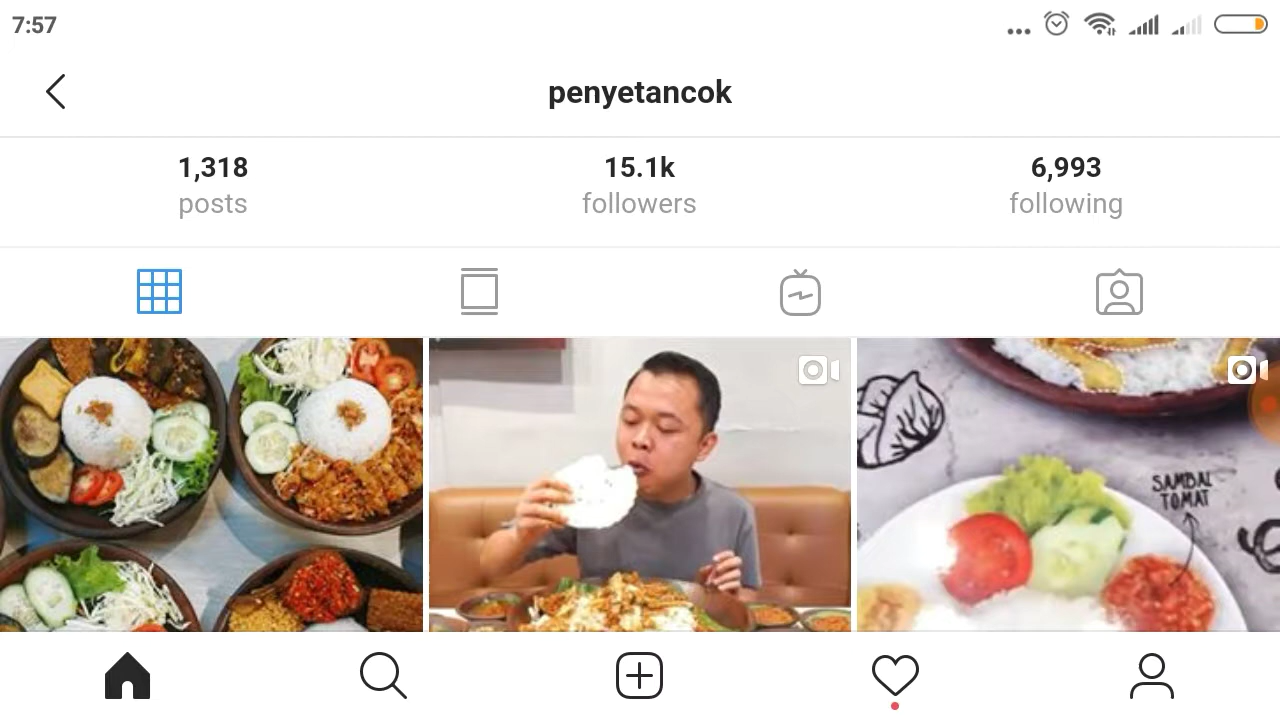 7:57
penyetancok
1,318
posts
15.1k
followers
6,993
following
SAMBAL
TOMAT